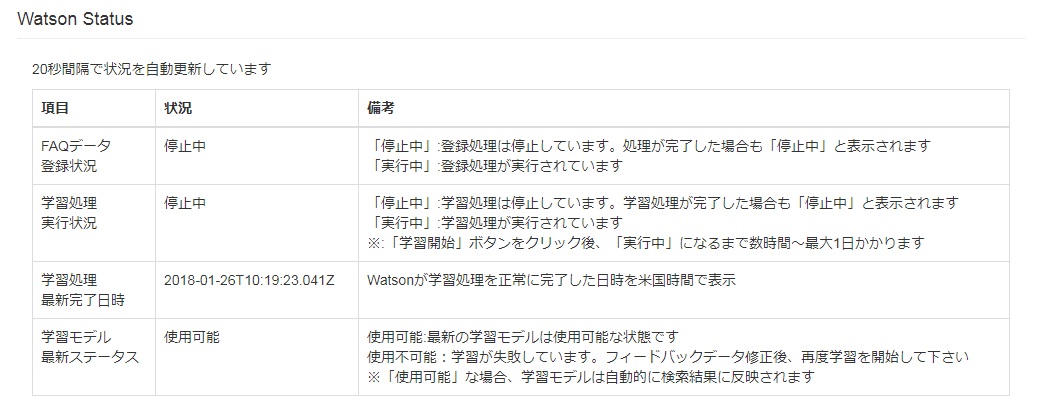 Watson Status
20秒間隔で状況を自動更新しています
項目 状況 備考
FAQデータ 停止中 「停止中」:登録処理は停止しています。処理が完了した場合も「停止中」と表示されます
登録状況 「実行中」:登録処理が実行されています
学習処理 停止中 「停止中」:学習処理は停止しています。学習処理が完了した場合も「停止中」と表示されます
実行状況 「実行中」:学習処理が実行されています
※:「学習開始」ボタンをクリック後、「実行中」になるまで数時間～最大1日かかります
学習処理 2018-01-26T10:19:23.041Z Watsonが学習処理を正常に完了した日時を米国時間で表示
最新完了日時
学習モデル 使用可能 使用可能:最新の学習モデルは使用可能な状態です
最新ステータス 使用不可能：学習が失敗しています。フィードバックデータ修正後、再度学習を開始して下さい
※「使用可能」な場合、学習モデルは自動的に検索結果に反映されます